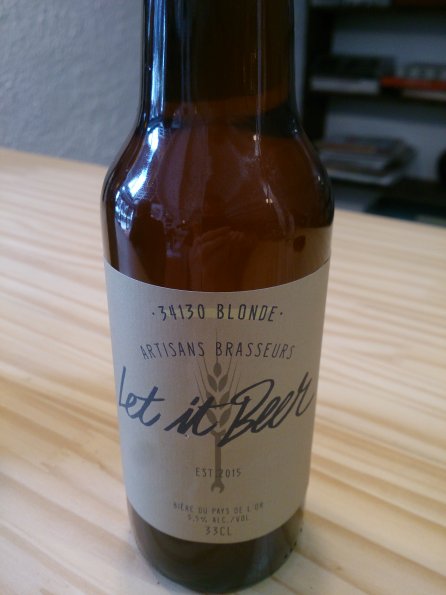 · 34130 BLONDE ·
ARTISANS BRASSEURS
Let it Beer
EST 2015
BIÈRE DU PAYS DE L'OR
5,5% ALC./VOL.
33CL